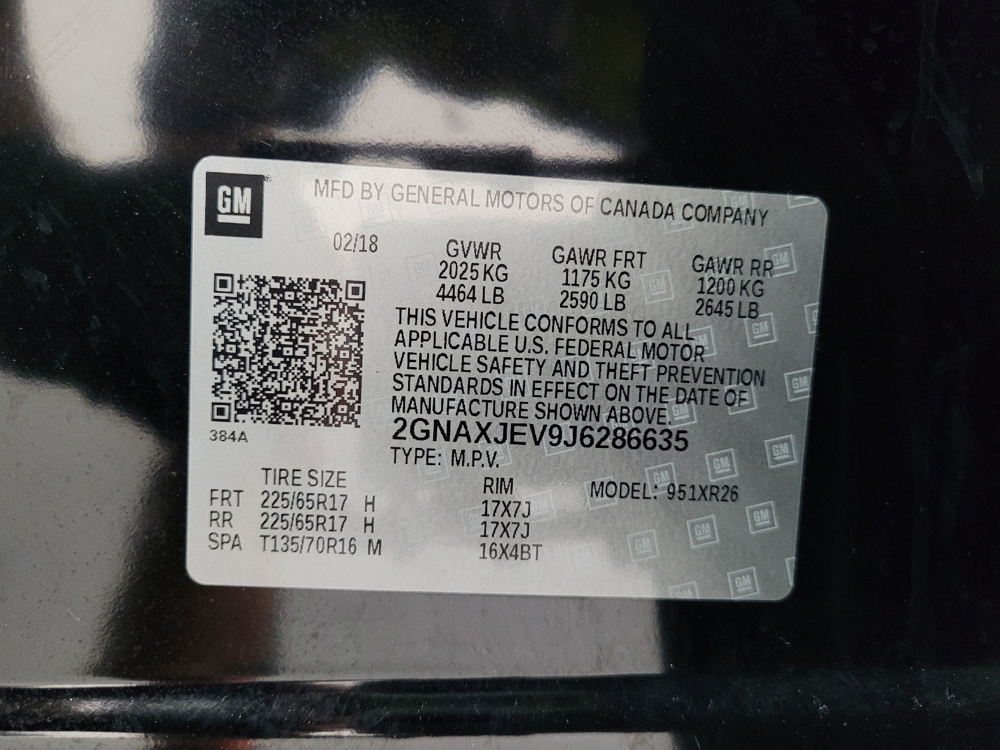 GM
MFD BY GENERAL MOTORS OF CANADA COMPANY
02/18
GVWR
2025 KG
4464 LB
GAWR FRT
1175 KG
2590 LB
GAWR RR
1200 KG
2645 LB
THIS VEHICLE CONFORMS TO ALL
APPLICABLE U.S. FEDERAL MOTOR
VEHICLE SAFETY AND THEFT PREVENTION
STANDARDS IN EFFECT ON THE DATE OF
MANUFACTURE SHOWN ABOVE.
2GNAXJEV9J6286635
TYPE: M.P.V.
384A
TIRE SIZE RIM MODEL: 951XR26
FRT 225/65R17 H 17X7J
RR 225/65R17 H 17X7J
SPA T135/70R16 M 16X4BT